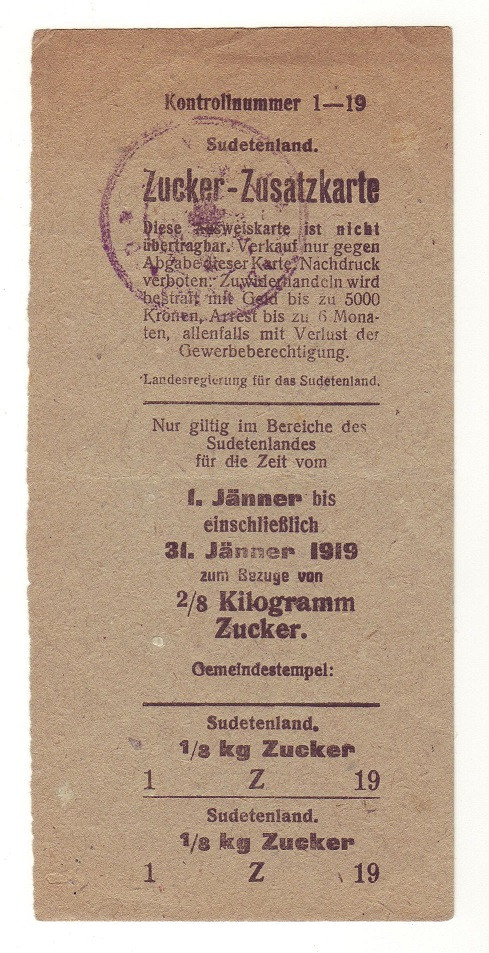 Kontrollnummer 1—19
Sudetenland.
Zucker-Zusatzkarte
Diese Ausweiskarte ist nicht
übertragbar. Verkauf nur gegen
Abgabe dieser Karte. Nachdruck
verboten. Zuwiderhandeln wird
bestraft mit Geld bis zu 5000
Kronen, Arrest bis zu 6 Mona-
ten, allenfalls mit Verlust der
Gewerbeberechtigung.
Landesregierung für das Sudetenland.
Nur giltig im Bereiche des
Sudetenlandes
für die Zeit vom
1. Jänner bis
einschließlich
31. Jänner 1919
zum Bezuge von
2/8 Kilogramm
Zucker.
Gemeindestempel:
Sudetenland.
1/8 kg Zucker
1 Z 19
Sudetenland.
1/8 kg Zucker
1 Z 19